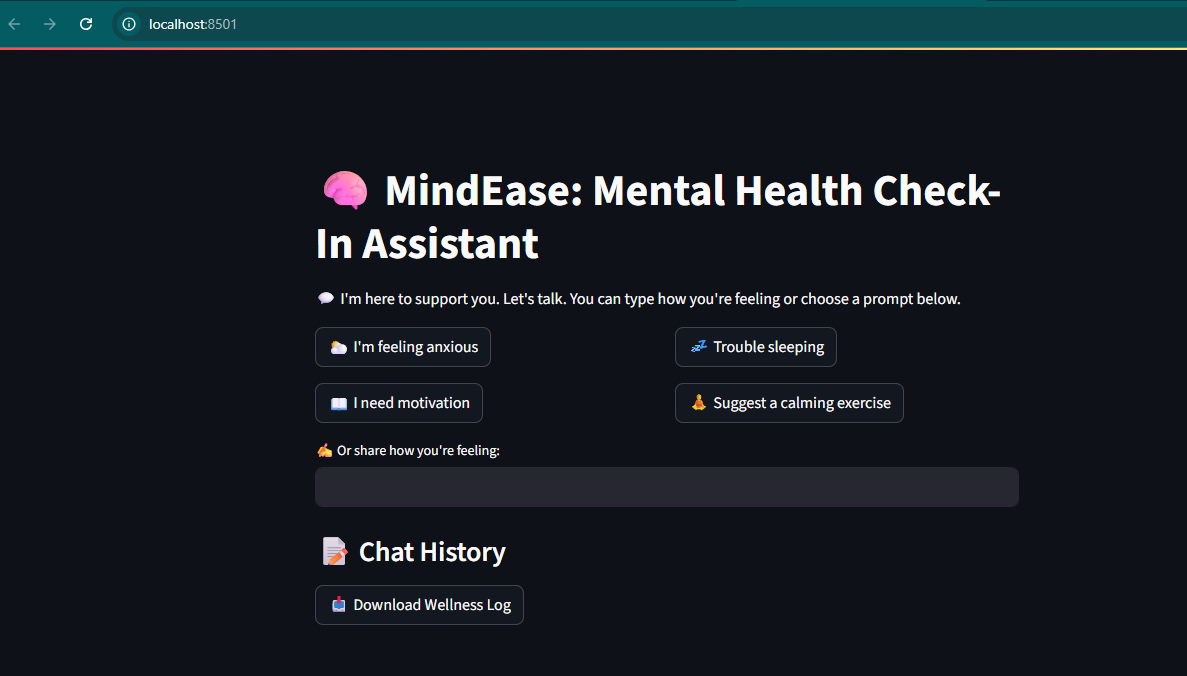 localhost:8501
🧠 MindEase: Mental Health Check-
In Assistant
💬 I'm here to support you. Let's talk. You can type how you're feeling or choose a prompt below.
🌥️ I'm feeling anxious
💤 Trouble sleeping
📖 I need motivation
🧘 Suggest a calming exercise
✍️ Or share how you're feeling:
📝 Chat History
📥 Download Wellness Log